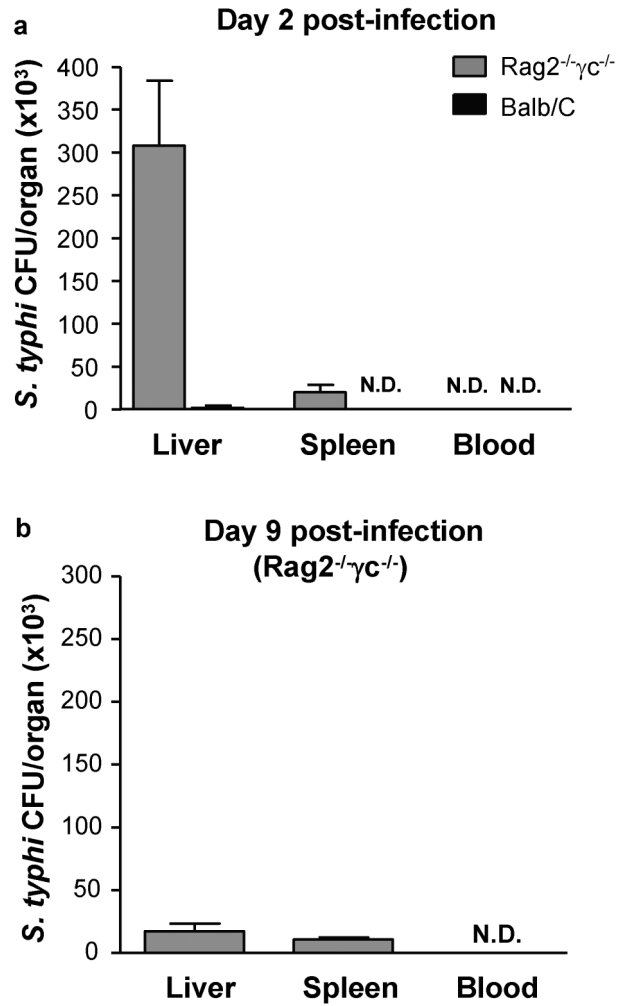 a
Day 2 post-infection
S. typhi CFU/organ (x10³)
400
350
300
250
200
150
100
50
0
Rag2⁻/⁻γc⁻/⁻
Balb/C
N.D.
N.D.
N.D.
Liver
Spleen
Blood
b
Day 9 post-infection
(Rag2⁻/⁻γc⁻/⁻)
S. typhi CFU/organ (x10³)
300
250
200
150
100
50
0
N.D.
Liver
Spleen
Blood